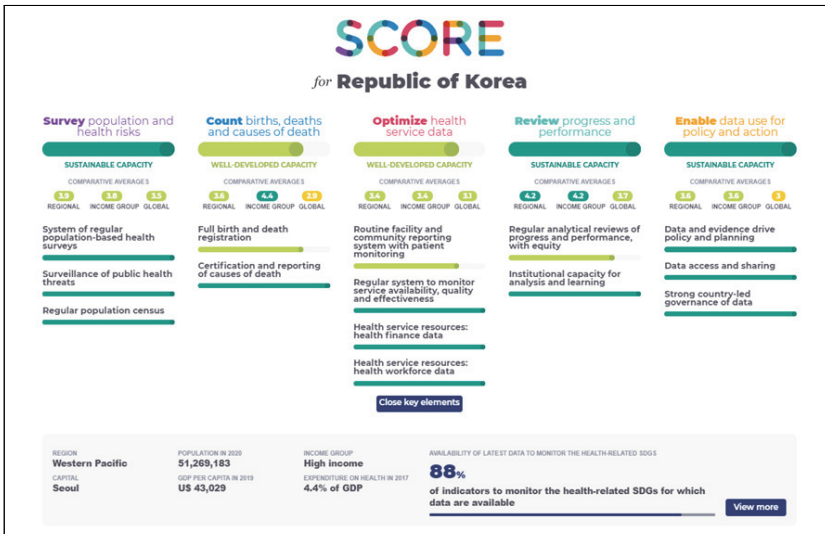 SCORE
for Republic of Korea
Survey population and
health risks
SUSTAINABLE CAPACITY
COMPARATIVE AVERAGES
3.9 3.8 3.5
REGIONAL INCOME GROUP GLOBAL
System of regular
population-based health
surveys
Surveillance of public health
threats
Regular population census
Count births, deaths
and causes of death
WELL-DEVELOPED CAPACITY
COMPARATIVE AVERAGES
3.6 4.4 2.9
REGIONAL INCOME GROUP GLOBAL
Full birth and death
registration
Certification and reporting
of causes of death
Optimize health
service data
WELL-DEVELOPED CAPACITY
COMPARATIVE AVERAGES
3.4 3.4 3.1
REGIONAL INCOME GROUP GLOBAL
Routine facility and
community reporting
system with patient
monitoring
Regular system to monitor
service availability, quality
and effectiveness
Health service resources:
health finance data
Health service resources:
health workforce data
Review progress and
performance
SUSTAINABLE CAPACITY
COMPARATIVE AVERAGES
4.2 4.2 3.7
REGIONAL INCOME GROUP GLOBAL
Regular analytical reviews of
progress and performance,
with equity
Institutional capacity for
analysis and learning
Enable data use for
policy and action
SUSTAINABLE CAPACITY
COMPARATIVE AVERAGES
3.6 3.6 3
REGIONAL INCOME GROUP GLOBAL
Data and evidence drive
policy and planning
Data access and sharing
Strong country-led
governance of data
Close key elements
REGION
Western Pacific
CAPITAL
Seoul
POPULATION IN 2020
51,269,183
GDP PER CAPITA IN 2019
U$ 43,029
INCOME GROUP
High income
EXPENDITURE ON HEALTH IN 2017
4.4% of GDP
AVAILABILITY OF LATEST DATA TO MONITOR THE HEALTH-RELATED SDGS
88%
of indicators to monitor the health-related SDGs for which
data are available
View more